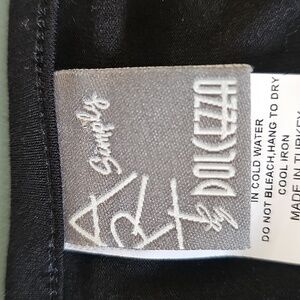 Simply
ART
by DOLCEZZA
IN COLD WATER
DO NOT BLEACH, HANG TO DRY
COOL IRON
MADE IN TURKEY